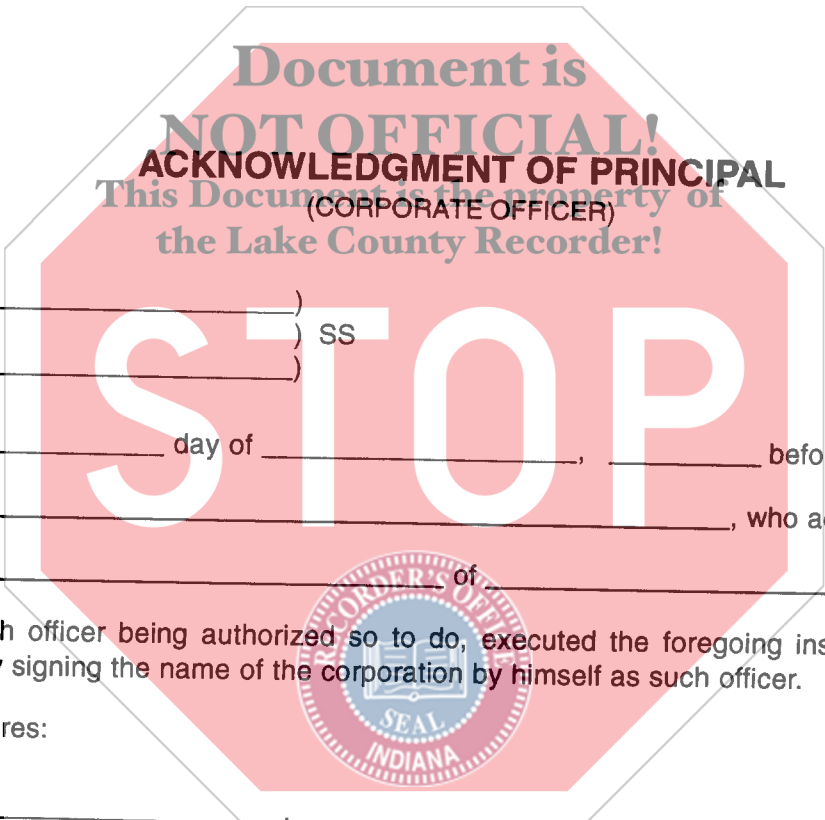 Document is
NOT OFFICIAL!
ACKNOWLEDGMENT OF PRINCIPAL
This Document is the property of
(CORPORATE OFFICER)
the Lake County Recorder!
)
) SS
)
STOP
day of , befo
, who a
of
RECORDER'S OFFICE
h officer being authorized so to do, executed the foregoing ins
signing the name of the corporation by himself as such officer.
SEAL
res:
INDIANA